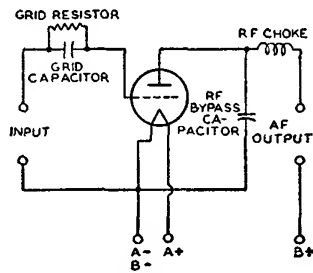 GRID RESISTOR
GRID
CAPACITOR
RF CHOKE
RF
BYPASS
CA-
PACITOR
INPUT
AF
OUTPUT
A-
B-
A+
B+